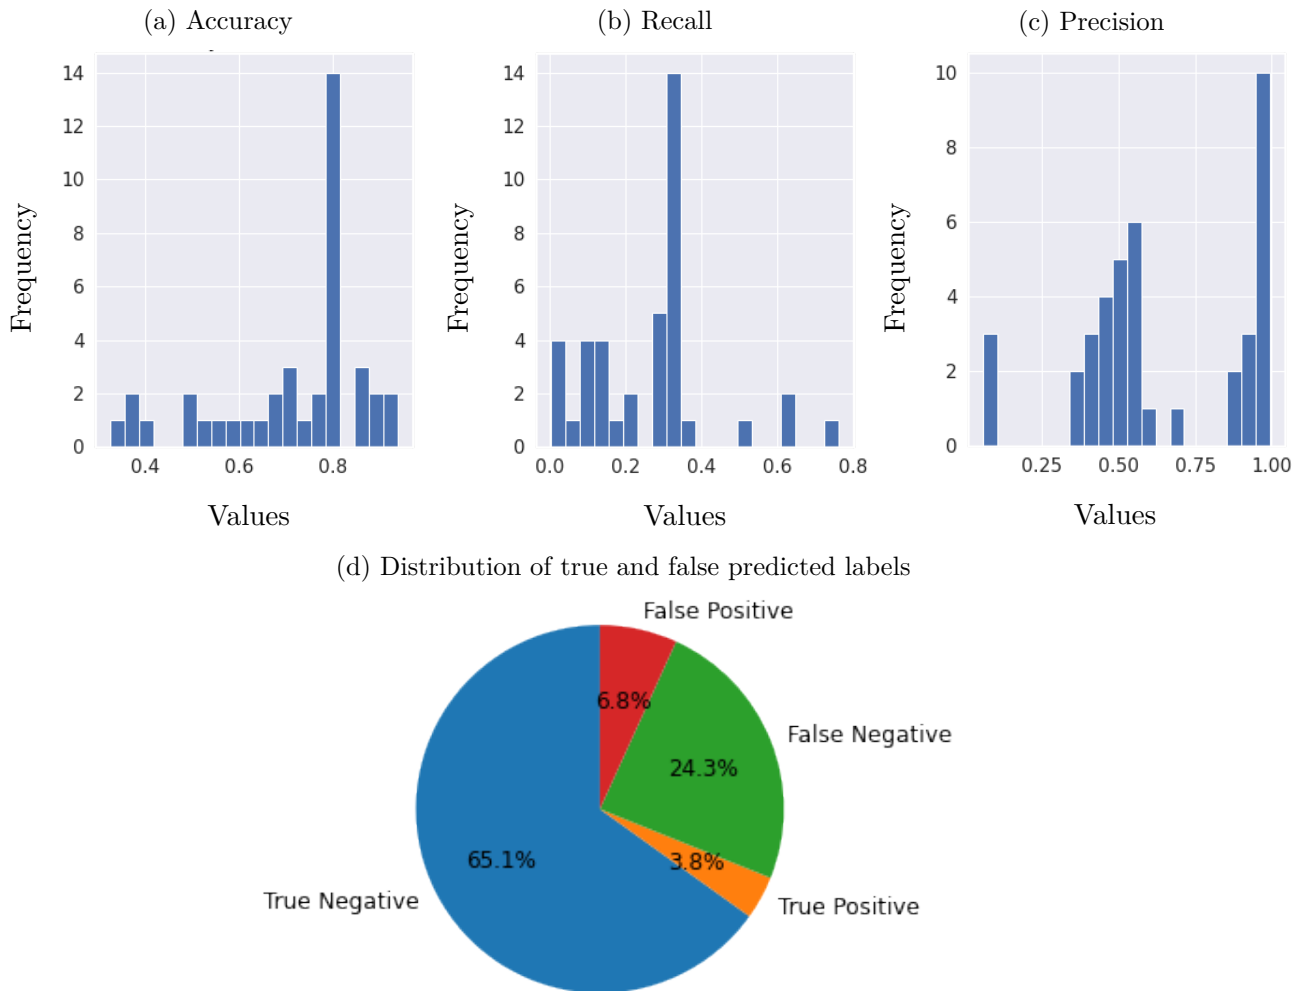 (a) Accuracy
(b) Recall
(c) Precision
14
12
10
8
6
4
2
0
0.4
0.6
0.8
Frequency
Values
14
12
10
8
6
4
2
0
0.0
0.2
0.4
0.6
0.8
Frequency
Values
10
8
6
4
2
0
0.25
0.50
0.75
1.00
Frequency
Values
(d) Distribution of true and false predicted labels
False Positive
6.8%
False Negative
24.3%
65.1%
3.8%
True Negative
True Positive